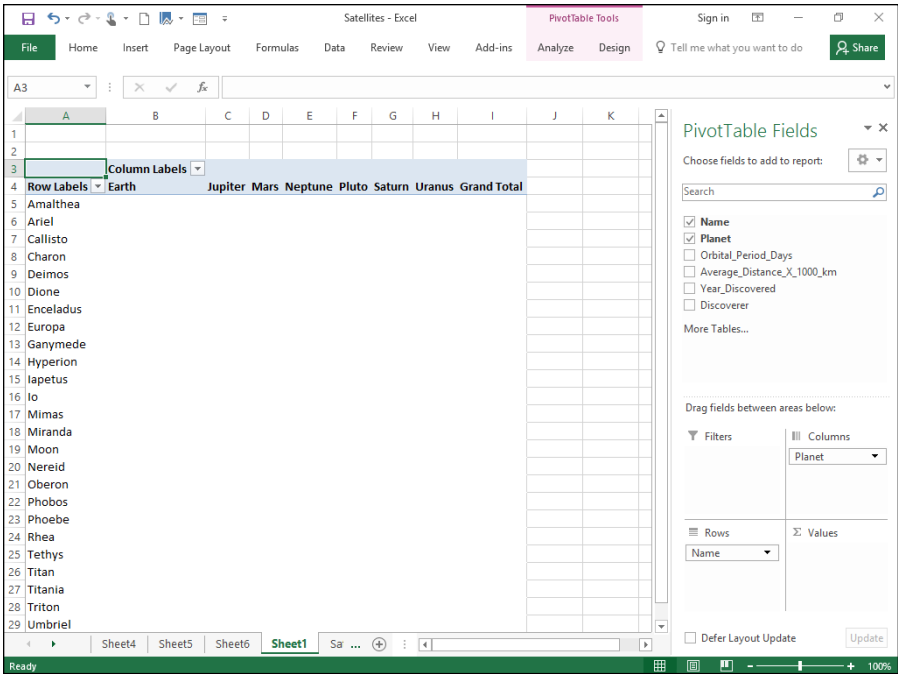 Satellites - Excel
PivotTable Tools
Sign in
File Home Insert Page Layout Formulas Data Review View Add-ins Analyze Design Tell me what you want to do Share
A3 fx
A B C D E F G H I J K
1
2
3 Column Labels
4 Row Labels Earth Jupiter Mars Neptune Pluto Saturn Uranus Grand Total
5 Amalthea
6 Ariel
7 Callisto
8 Charon
9 Deimos
10 Dione
11 Enceladus
12 Europa
13 Ganymede
14 Hyperion
15 Iapetus
16 Io
17 Mimas
18 Miranda
19 Moon
20 Nereid
21 Oberon
22 Phobos
23 Phoebe
24 Rhea
25 Tethys
26 Titan
27 Titania
28 Triton
29 Umbriel
PivotTable Fields
Choose fields to add to report:
Search
Name
Planet
Orbital_Period_Days
Average_Distance_X_1000_km
Year_Discovered
Discoverer
More Tables...
Drag fields between areas below:
Filters
Columns
Planet
Rows
Name
Σ Values
Defer Layout Update Update
Sheet4 Sheet5 Sheet6 Sheet1 Sa ...
Ready 100%